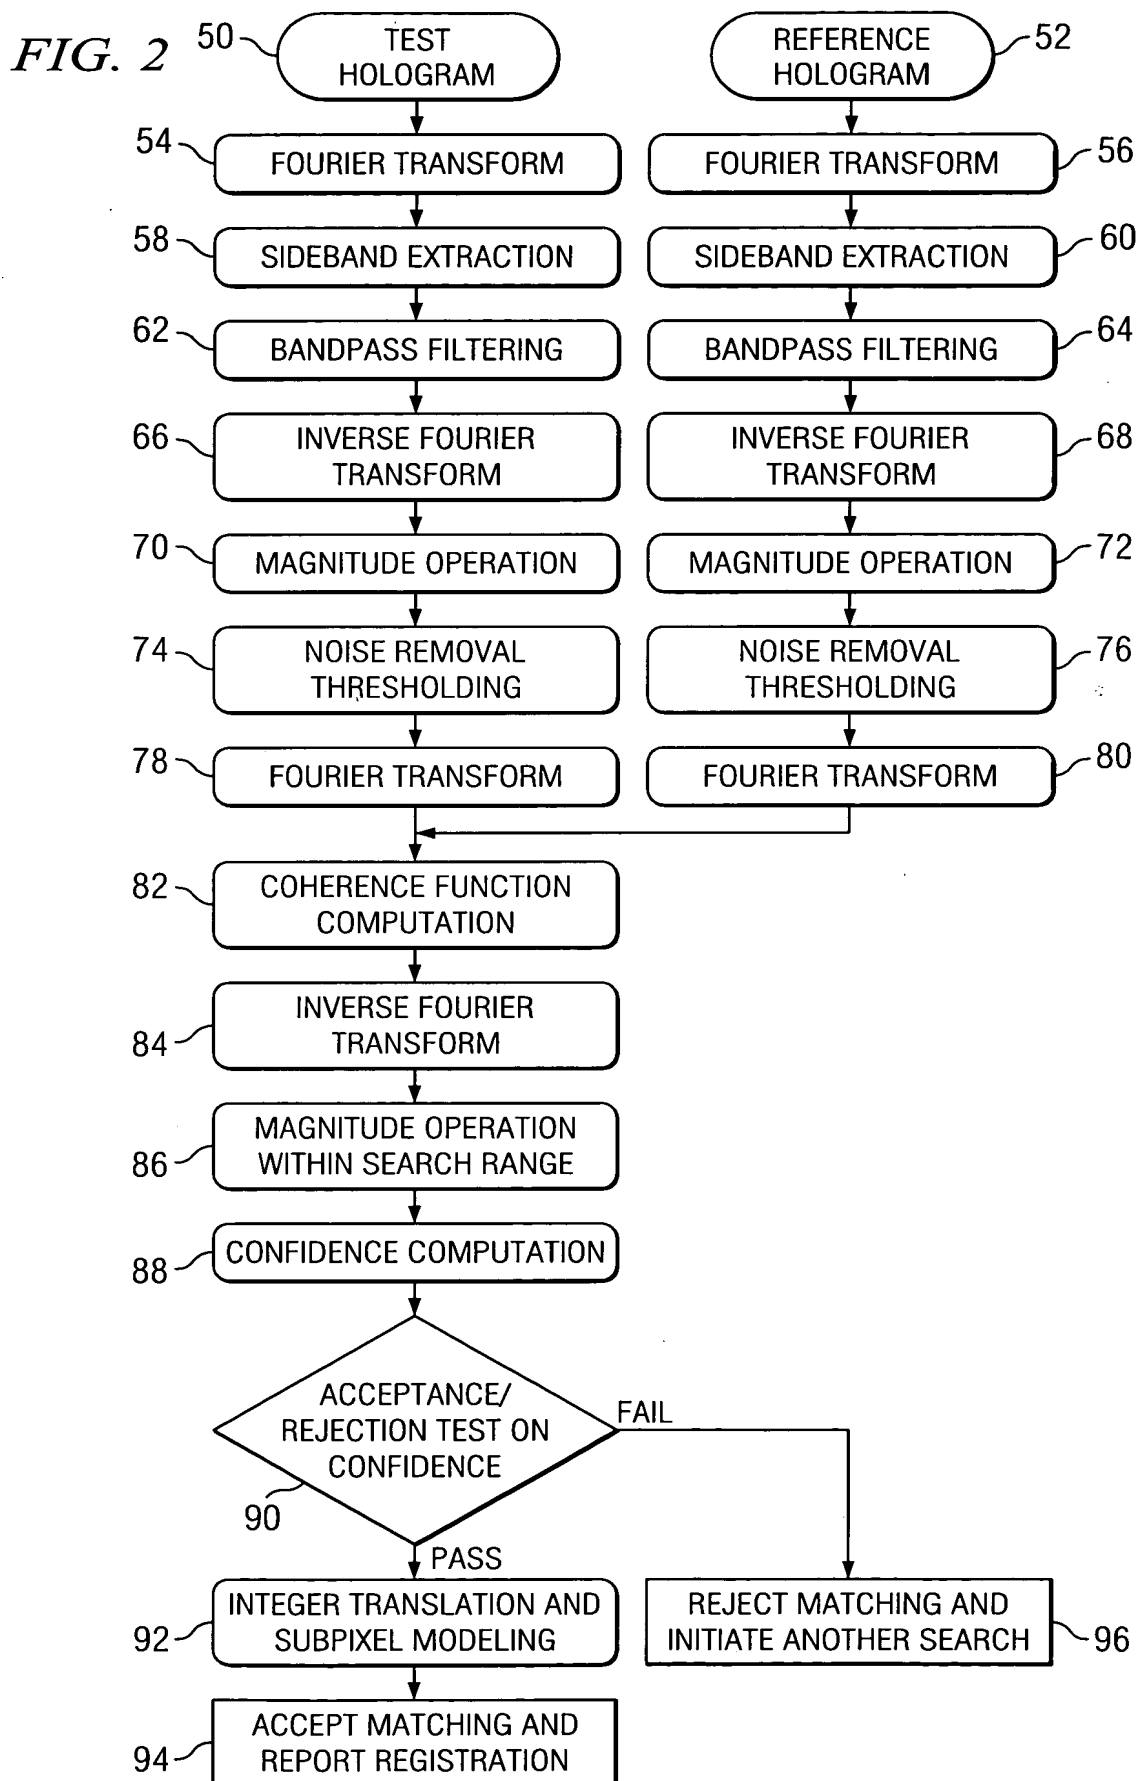 FIG. 2
50
TEST
HOLOGRAM
REFERENCE
HOLOGRAM
52
54
FOURIER TRANSFORM
FOURIER TRANSFORM
56
58
SIDEBAND EXTRACTION
SIDEBAND EXTRACTION
60
62
BANDPASS FILTERING
BANDPASS FILTERING
64
66
INVERSE FOURIER
TRANSFORM
INVERSE FOURIER
TRANSFORM
68
70
MAGNITUDE OPERATION
MAGNITUDE OPERATION
72
74
NOISE REMOVAL
THRESHOLDING
NOISE REMOVAL
THRESHOLDING
76
78
FOURIER TRANSFORM
FOURIER TRANSFORM
80
82
COHERENCE FUNCTION
COMPUTATION
84
INVERSE FOURIER
TRANSFORM
86
MAGNITUDE OPERATION
WITHIN SEARCH RANGE
88
CONFIDENCE COMPUTATION
ACCEPTANCE/
REJECTION TEST ON
CONFIDENCE
90
FAIL
PASS
92
INTEGER TRANSLATION AND
SUBPIXEL MODELING
REJECT MATCHING AND
INITIATE ANOTHER SEARCH
96
94
ACCEPT MATCHING AND
REPORT REGISTRATION